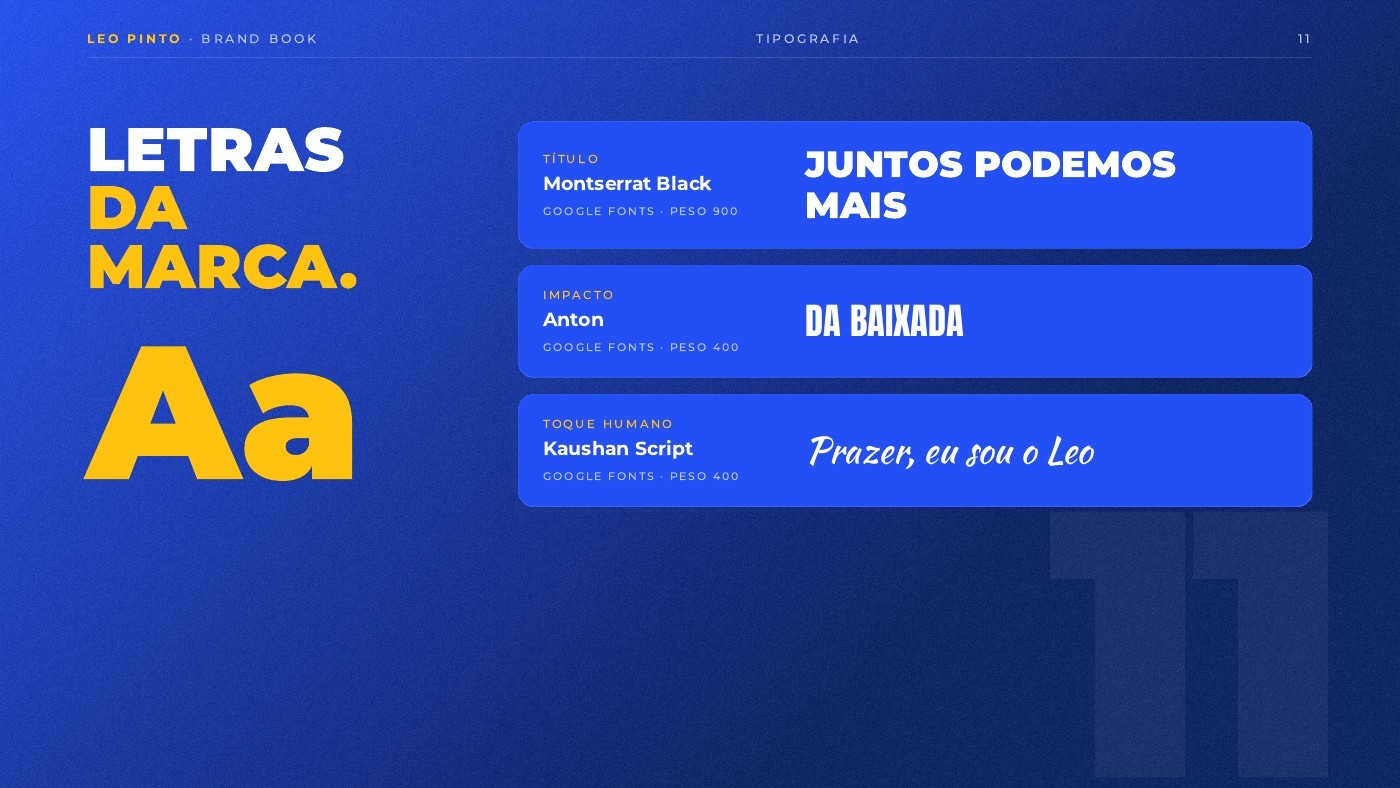 LEO PINTO · BRAND BOOK
TIPOGRAFIA
11
LETRAS
DA
MARCA.
Aa
TÍTULO
Montserrat Black
GOOGLE FONTS · PESO 900
JUNTOS PODEMOS
MAIS
IMPACTO
Anton
GOOGLE FONTS · PESO 400
DA BAIXADA
TOQUE HUMANO
Kaushan Script
GOOGLE FONTS · PESO 400
Prazer, eu sou o Leo
11